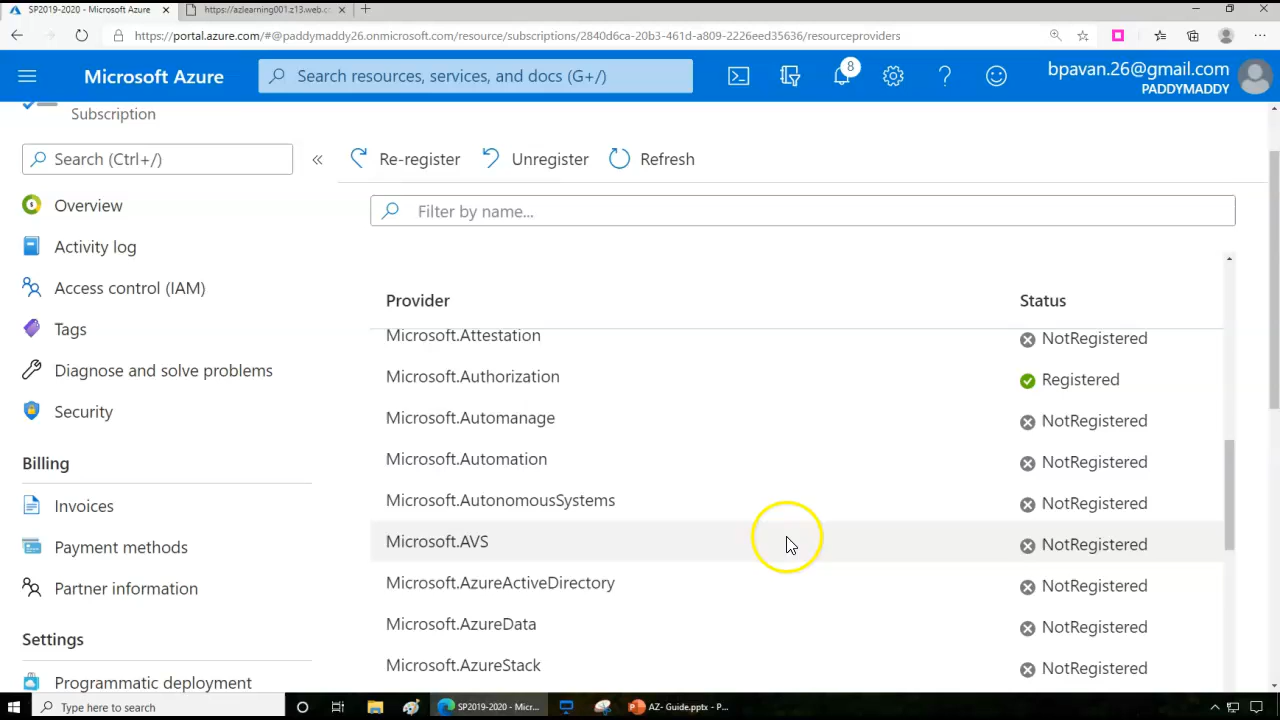 SP2019-2020 - Microsoft Azure
https://azlearning001.z13.web.c
https://portal.azure.com/#@paddymaddy26.onmicrosoft.com/resource/subscriptions/2840d6ca-20b3-461d-a809-2226eed35636/resourceproviders
Microsoft Azure
Search resources, services, and docs (G+/)
8
bpavan.26@gmail.com
PADDYMADDY
Subscription
Search (Ctrl+/)
«
Re-register
Unregister
Refresh
Overview
Activity log
Access control (IAM)
Tags
Diagnose and solve problems
Security
Billing
Invoices
Payment methods
Partner information
Settings
Programmatic deployment
Filter by name...
Provider Status
Microsoft.Attestation NotRegistered
Microsoft.Authorization Registered
Microsoft.Automanage NotRegistered
Microsoft.Automation NotRegistered
Microsoft.AutonomousSystems NotRegistered
Microsoft.AVS NotRegistered
Microsoft.AzureActiveDirectory NotRegistered
Microsoft.AzureData NotRegistered
Microsoft.AzureStack NotRegistered
Type here to search
SP2019-2020 - Micr...
AZ- Guide.pptx - P...